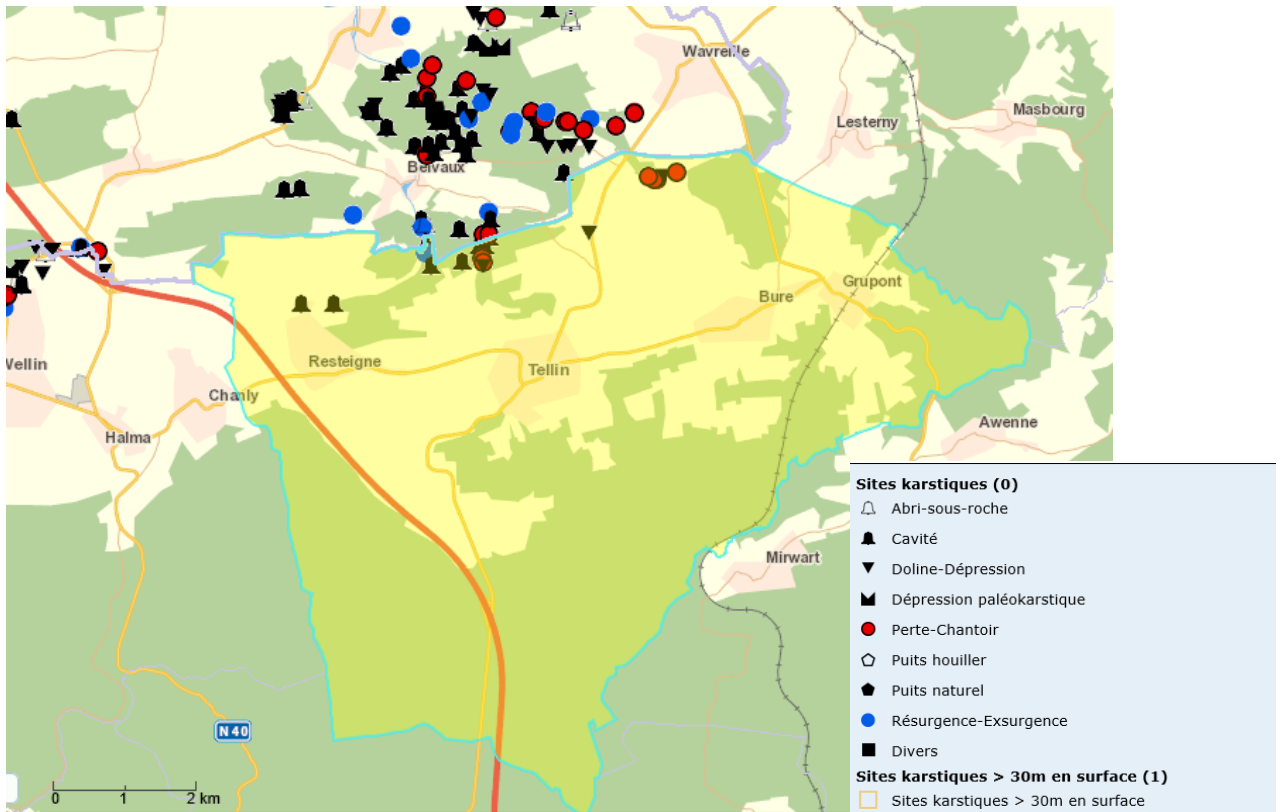 Wavreille
Masbourg
Lesterny
Belvaux
Grupont
Bure
Wellin
Resteigne
Tellin
Chanly
Awenne
Halma
Mirwart
N 40
0 1 2 km
Sites karstiques (0)
Abri-sous-roche
Cavité
Doline-Dépression
Dépression paléokarstique
Perte-Chantoir
Puits houiller
Puits naturel
Résurgence-Exsurgence
Divers
Sites karstiques > 30m en surface (1)
Sites karstiques > 30m en surface